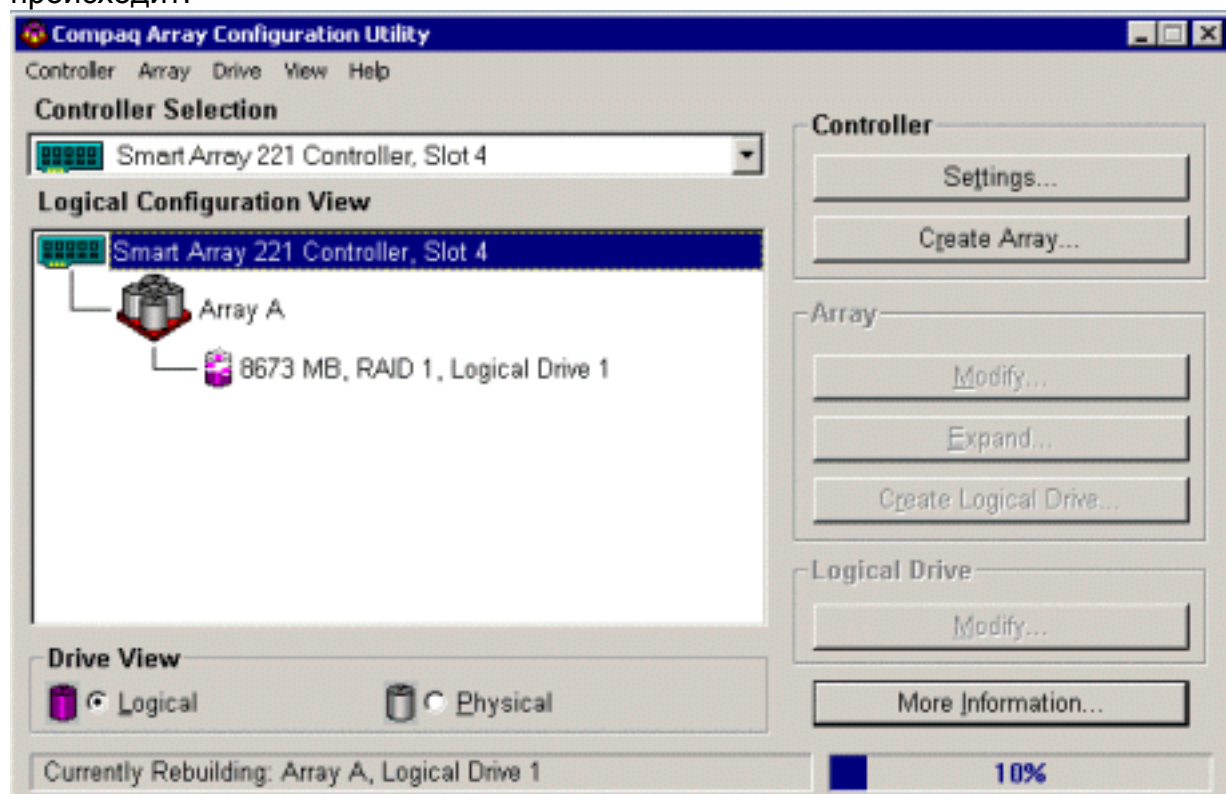 происходит:
Compaq Array Configuration Utility
Controller Array Drive View Help
Controller Selection
Smart Array 221 Controller, Slot 4
Logical Configuration View
Smart Array 221 Controller, Slot 4
Array A
8673 MB, RAID 1, Logical Drive 1
Drive View
Logical
Physical
Currently Rebuilding: Array A, Logical Drive 1
Controller
Settings...
Create Array...
Array
Modify...
Expand...
Create Logical Drive...
Logical Drive
Modify...
More Information...
10%